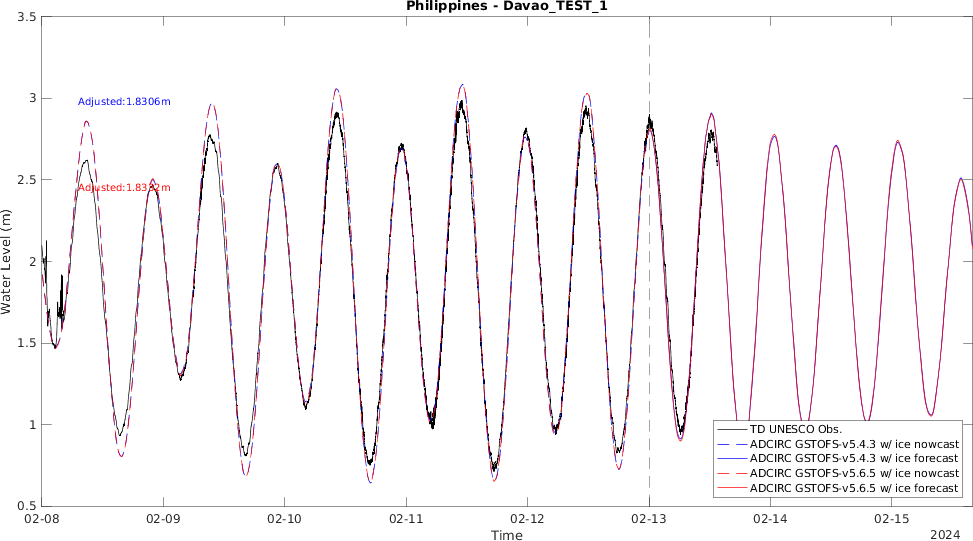 Philippines - Davao_TEST_1
3.5
3
2.5
2
1.5
1
0.5
Water Level (m)
Adjusted:1.8306m
Adjusted:1.8332m
TD UNESCO Obs.
ADCIRC GSTOFS-v5.4.3 w/ ice nowcast
ADCIRC GSTOFS-v5.4.3 w/ ice forecast
ADCIRC GSTOFS-v5.6.5 w/ ice nowcast
ADCIRC GSTOFS-v5.6.5 w/ ice forecast
02-08
02-09
02-10
02-11
02-12
02-13
02-14
02-15
Time
2024